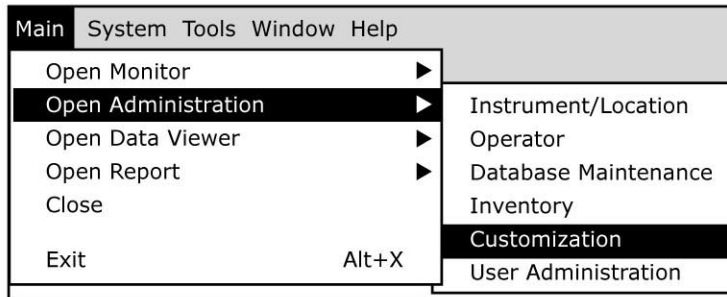 Main System Tools Window Help
Open Monitor
Open Administration
Open Data Viewer
Open Report
Close
Exit Alt+X
Instrument/Location
Operator
Database Maintenance
Inventory
Customization
User Administration